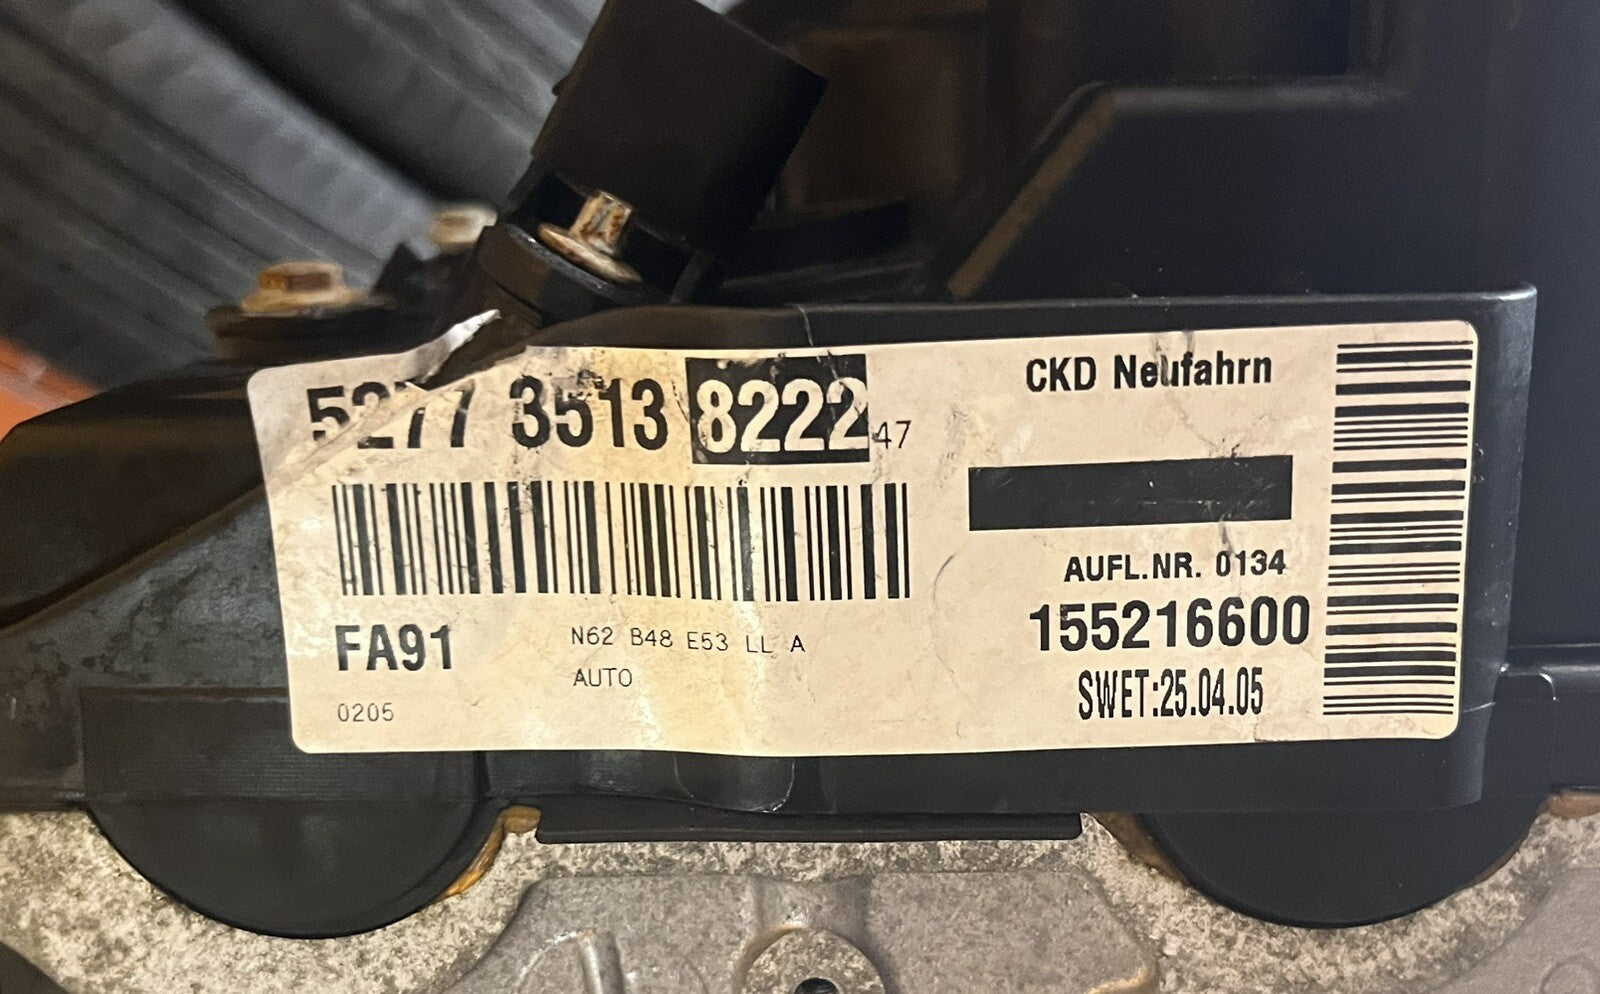 5277 3513 8222 47
FA91
N62 B48 E53 LL A
AUTO
0205
CKD Neufahrn
AUFL.NR. 0134
155216600
SWET:25.04.05